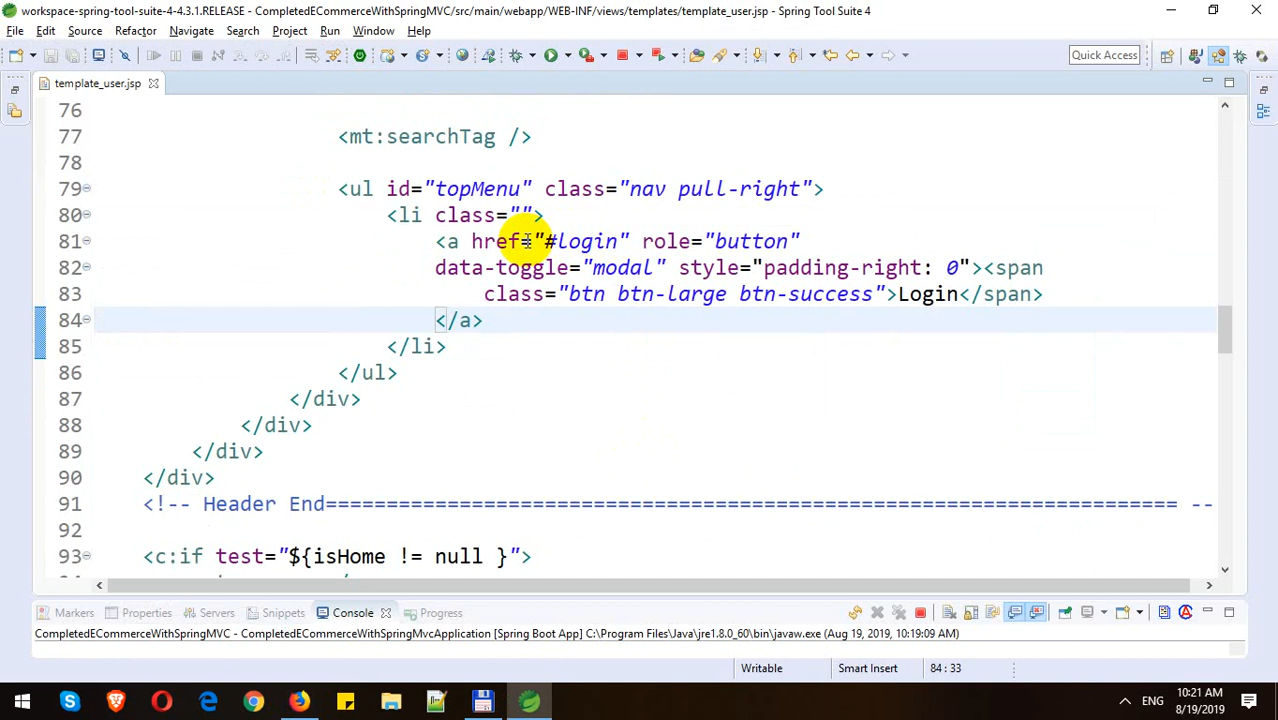 workspace-spring-tool-suite-4-4.3.1.RELEASE - CompletedECommerceWithSpringMVC/src/main/webapp/WEB-INF/views/templates/template_user.jsp - Spring Tool Suite 4
File Edit Source Refactor Navigate Search Project Run Window Help
Quick Access
template_user.jsp
76
77 <mt:searchTag />
78
79 <ul id="topMenu" class="nav pull-right">
80 <li class="">
81 <a href="#login" role="button"
82 data-toggle="modal" style="padding-right: 0"><span
83 class="btn btn-large btn-success">Login</span>
84 </a>
85 </li>
86 </ul>
87 </div>
88 </div>
89 </div>
90 </div>
91 <!-- Header End====================================================================== --
92
93 <c:if test="${isHome != null }">
Markers Properties Servers Snippets Console Progress
CompletedECommerceWithSpringMVC - CompletedECommerceWithSpringMvcApplication [Spring Boot App] C:\Program Files\Java\jre1.8.0_60\bin\javaw.exe (Aug 19, 2019, 10:19:09 AM)
Writable Smart Insert 84 : 33
ENG
10:21 AM
8/19/2019